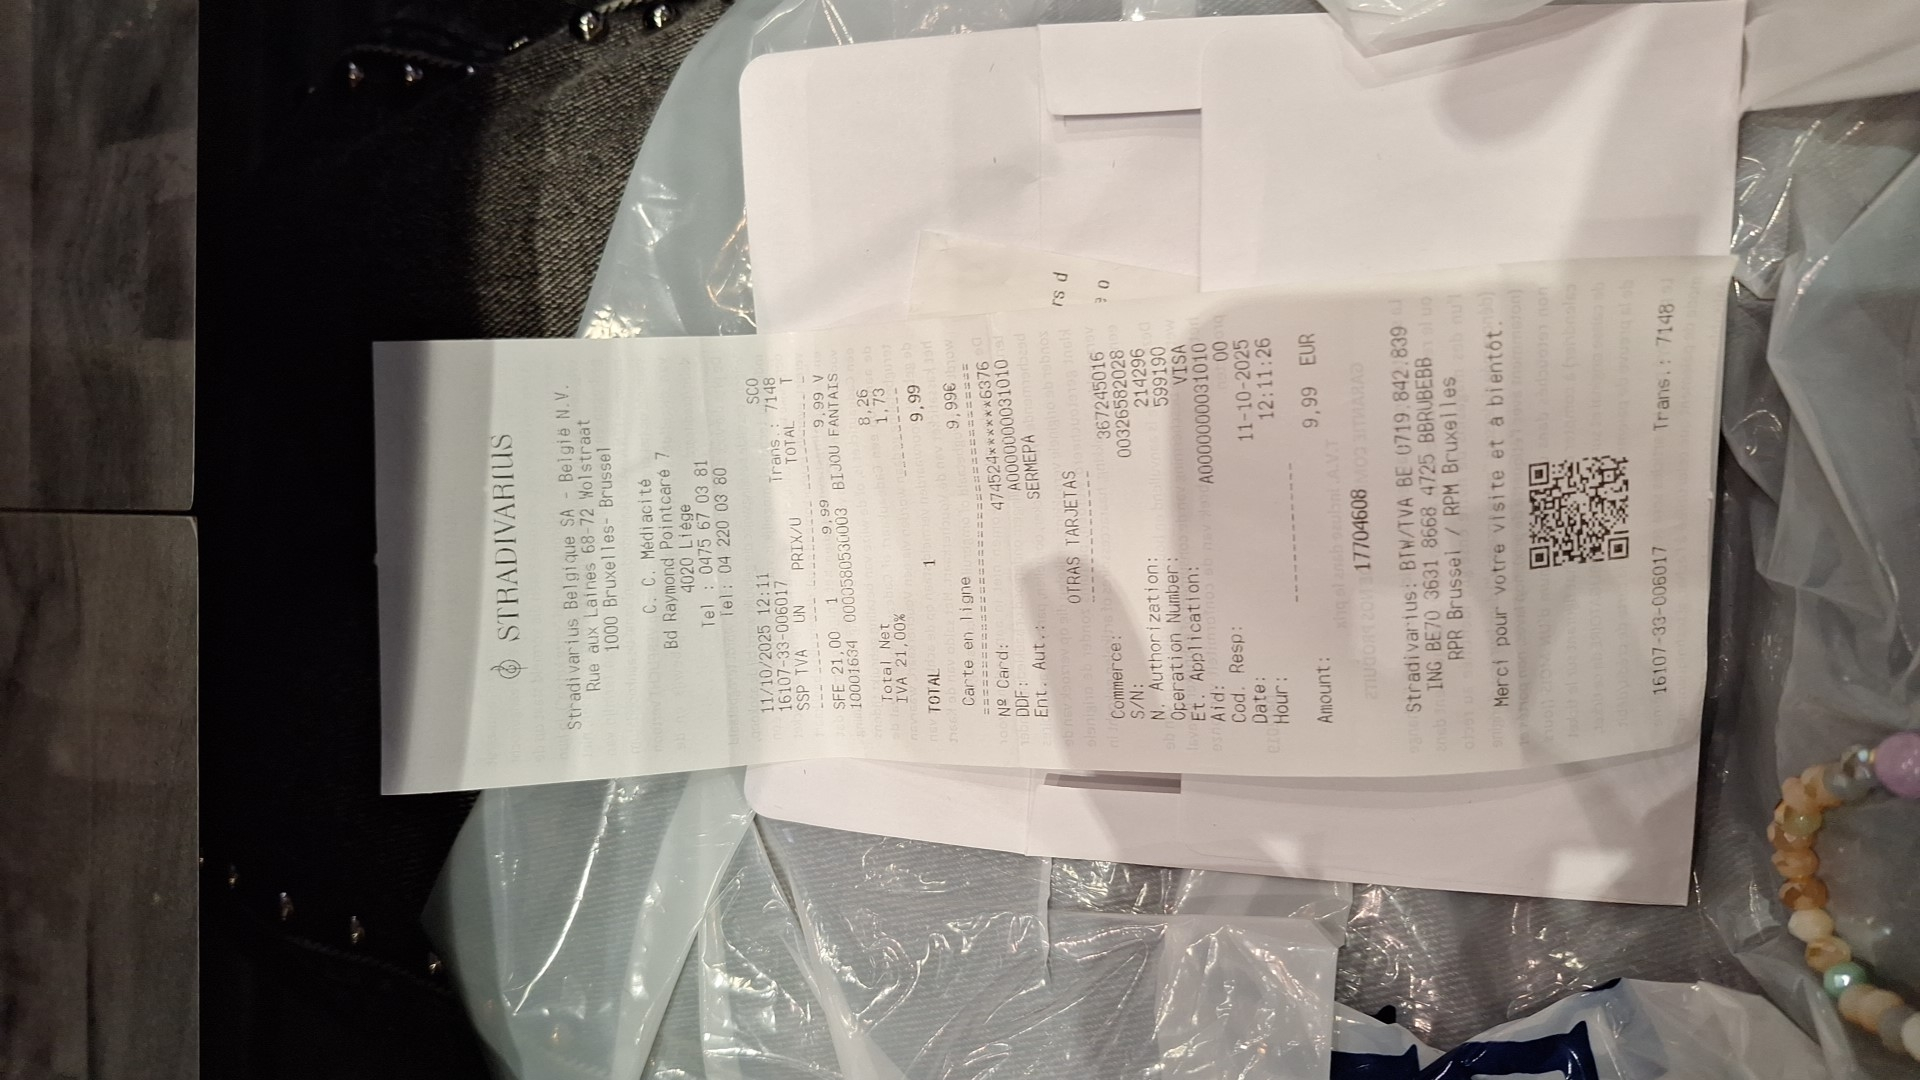 STRADIVARIUS
Stradivarius Belgique SA - België N.V.
Rue aux Laines 68-72 Wolstraat
1000 Bruxelles- Brussel
C. C. Médiacité
Bd Raymond Pointcaré 7
4020 Liége
Tel : 0475 67 03 81
Tel: 04 220 03 80
11/10/2025 12:11 SCO
16107-33-006017 Trans.: 7148
SSP TVA UN PRIX/U TOTAL T
SFE 21,00 1 9,99 9,99 V
10001634 0000580530003 BIJOU FANTAIS
Total Net 8,26
IVA 21,00% 1,73
TOTAL 1 9,99
Carte en ligne 9,99€
Nº Card: 474524******6376
DDF: A0000000031010
Ent. Aut.: SERMEPA
OTRAS TARJETAS
Commerce: 367245016
S/N: 00326582028
N. Authorization: 214296
Operation Number: 599190
Et. Application: VISA
Aid: A0000000031010
Cod. Resp: 00
Date: 11-10-2025
Hour: 12:11:26
Amount: 9,99 EUR
17704608
Stradivarius: BTW/TVA BE 0719.842.839
ING BE70 3631 8668 4725 BBRUBEBB
RPR Brussel / RPM Bruxelles
Merci pour votre visite et à bientôt.
16107-33-006017 Trans.: 7148